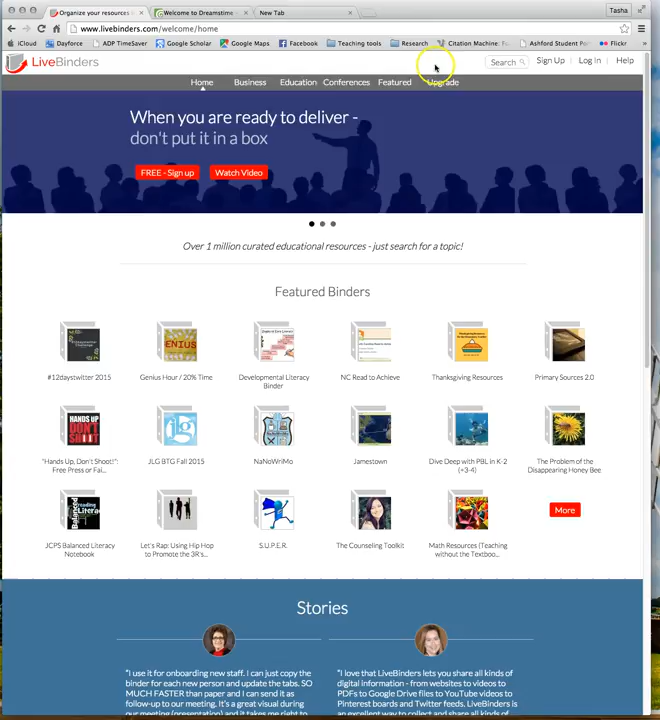 Organize your resources
Welcome to Dreamstime
New Tab
Tasha
www.livebinders.com/welcome/home
iCloud
Dayforce
ADP TimeSaver
Google Scholar
Google Maps
Facebook
Teaching tools
Research
Citation Machine: F
Ashford Student Po
Flickr
LiveBinders
Search
Sign Up
Log In
Help
Home
Business
Education
Conferences
Featured
Upgrade
When you are ready to deliver -
don't put it in a box
FREE - Sign up
Watch Video
Over 1 million curated educational resources - just search for a topic!
Featured Binders
#12daystwitter 2015
Genius Hour / 20% Time
Developmental Literacy
Binder
NC Read to Achieve
Thanksgiving Resources
Primary Sources 2.0
GENIUS
HANDS UP
DON'T
SHOOT!
jlg
"Hands Up, Don't Shoot!":
Free Press or Fai...
JLG BTG Fall 2015
NaNoWriMo
Jamestown
Dive Deep with PBL in K-2
(+3-4)
The Problem of the
Disappearing Honey Bee
Balanced
Literacy
More
JCPS Balanced Literacy
Notebook
Let's Rap: Using Hip Hop
to Promote the 3R's...
S.U.P.E.R.
The Counseling Toolkit
Math Resources (Teaching
without the Textboo...
Stories
"I use it for onboarding new staff. I can just copy the
binder for each new person and update the tabs. SO
MUCH FASTER than paper and I can send it as
follow-up to our meeting. It's a great visual during
our meeting (presentation) and it takes me right to
"I love that LiveBinders lets you share all kinds of
digital information - from websites to videos to
PDFs to Google Drive files to YouTube videos to
Pinterest boards and Twitter feeds. LiveBinders is
an excellent way to collect and share all kinds of